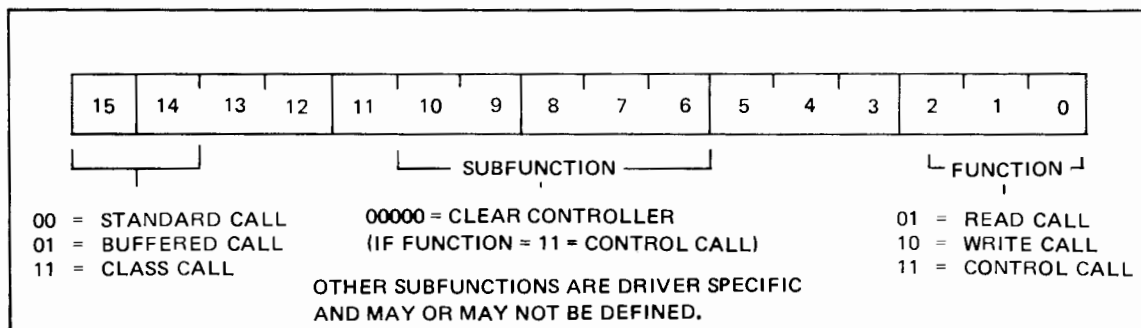 15 14 13 12 11 10 9 8 7 6 5 4 3 2 1 0
SUBFUNCTION
FUNCTION
00 = STANDARD CALL
01 = BUFFERED CALL
11 = CLASS CALL
00000 = CLEAR CONTROLLER
(IF FUNCTION = 11 = CONTROL CALL)
OTHER SUBFUNCTIONS ARE DRIVER SPECIFIC
AND MAY OR MAY NOT BE DEFINED.
01 = READ CALL
10 = WRITE CALL
11 = CONTROL CALL